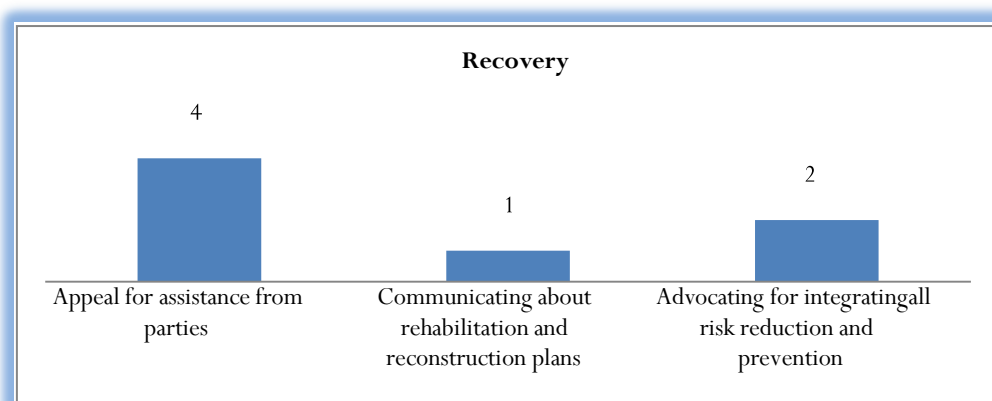 Recovery
4
1
2
Appeal for assistance from
parties
Communicating about
rehabilitation and
reconstruction plans
Advocating for integratingall
risk reduction and
prevention